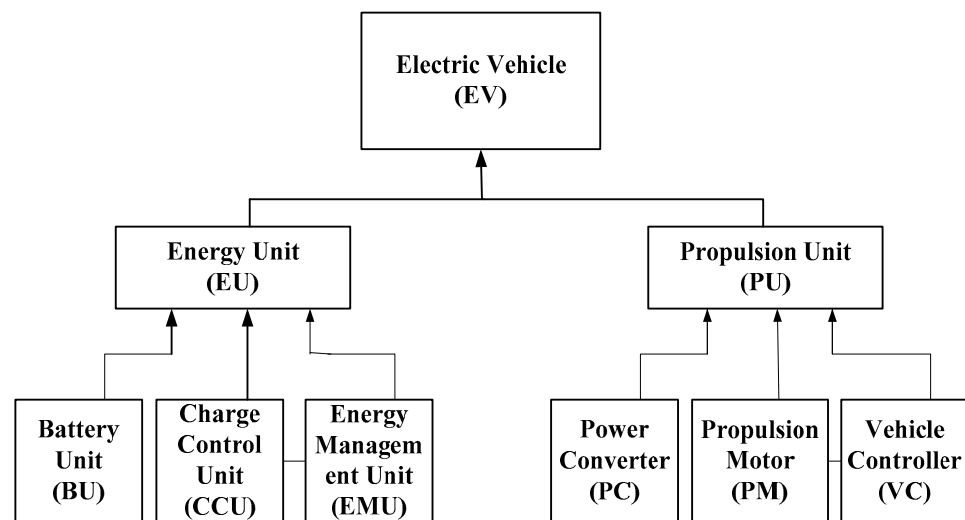 Electric Vehicle
(EV)
Energy Unit
(EU)
Propulsion Unit
(PU)
Battery
Unit
(BU)
Charge
Control
Unit
(CCU)
Energy
Managem
ent Unit
(EMU)
Power
Converter
(PC)
Propulsion
Motor
(PM)
Vehicle
Controller
(VC)